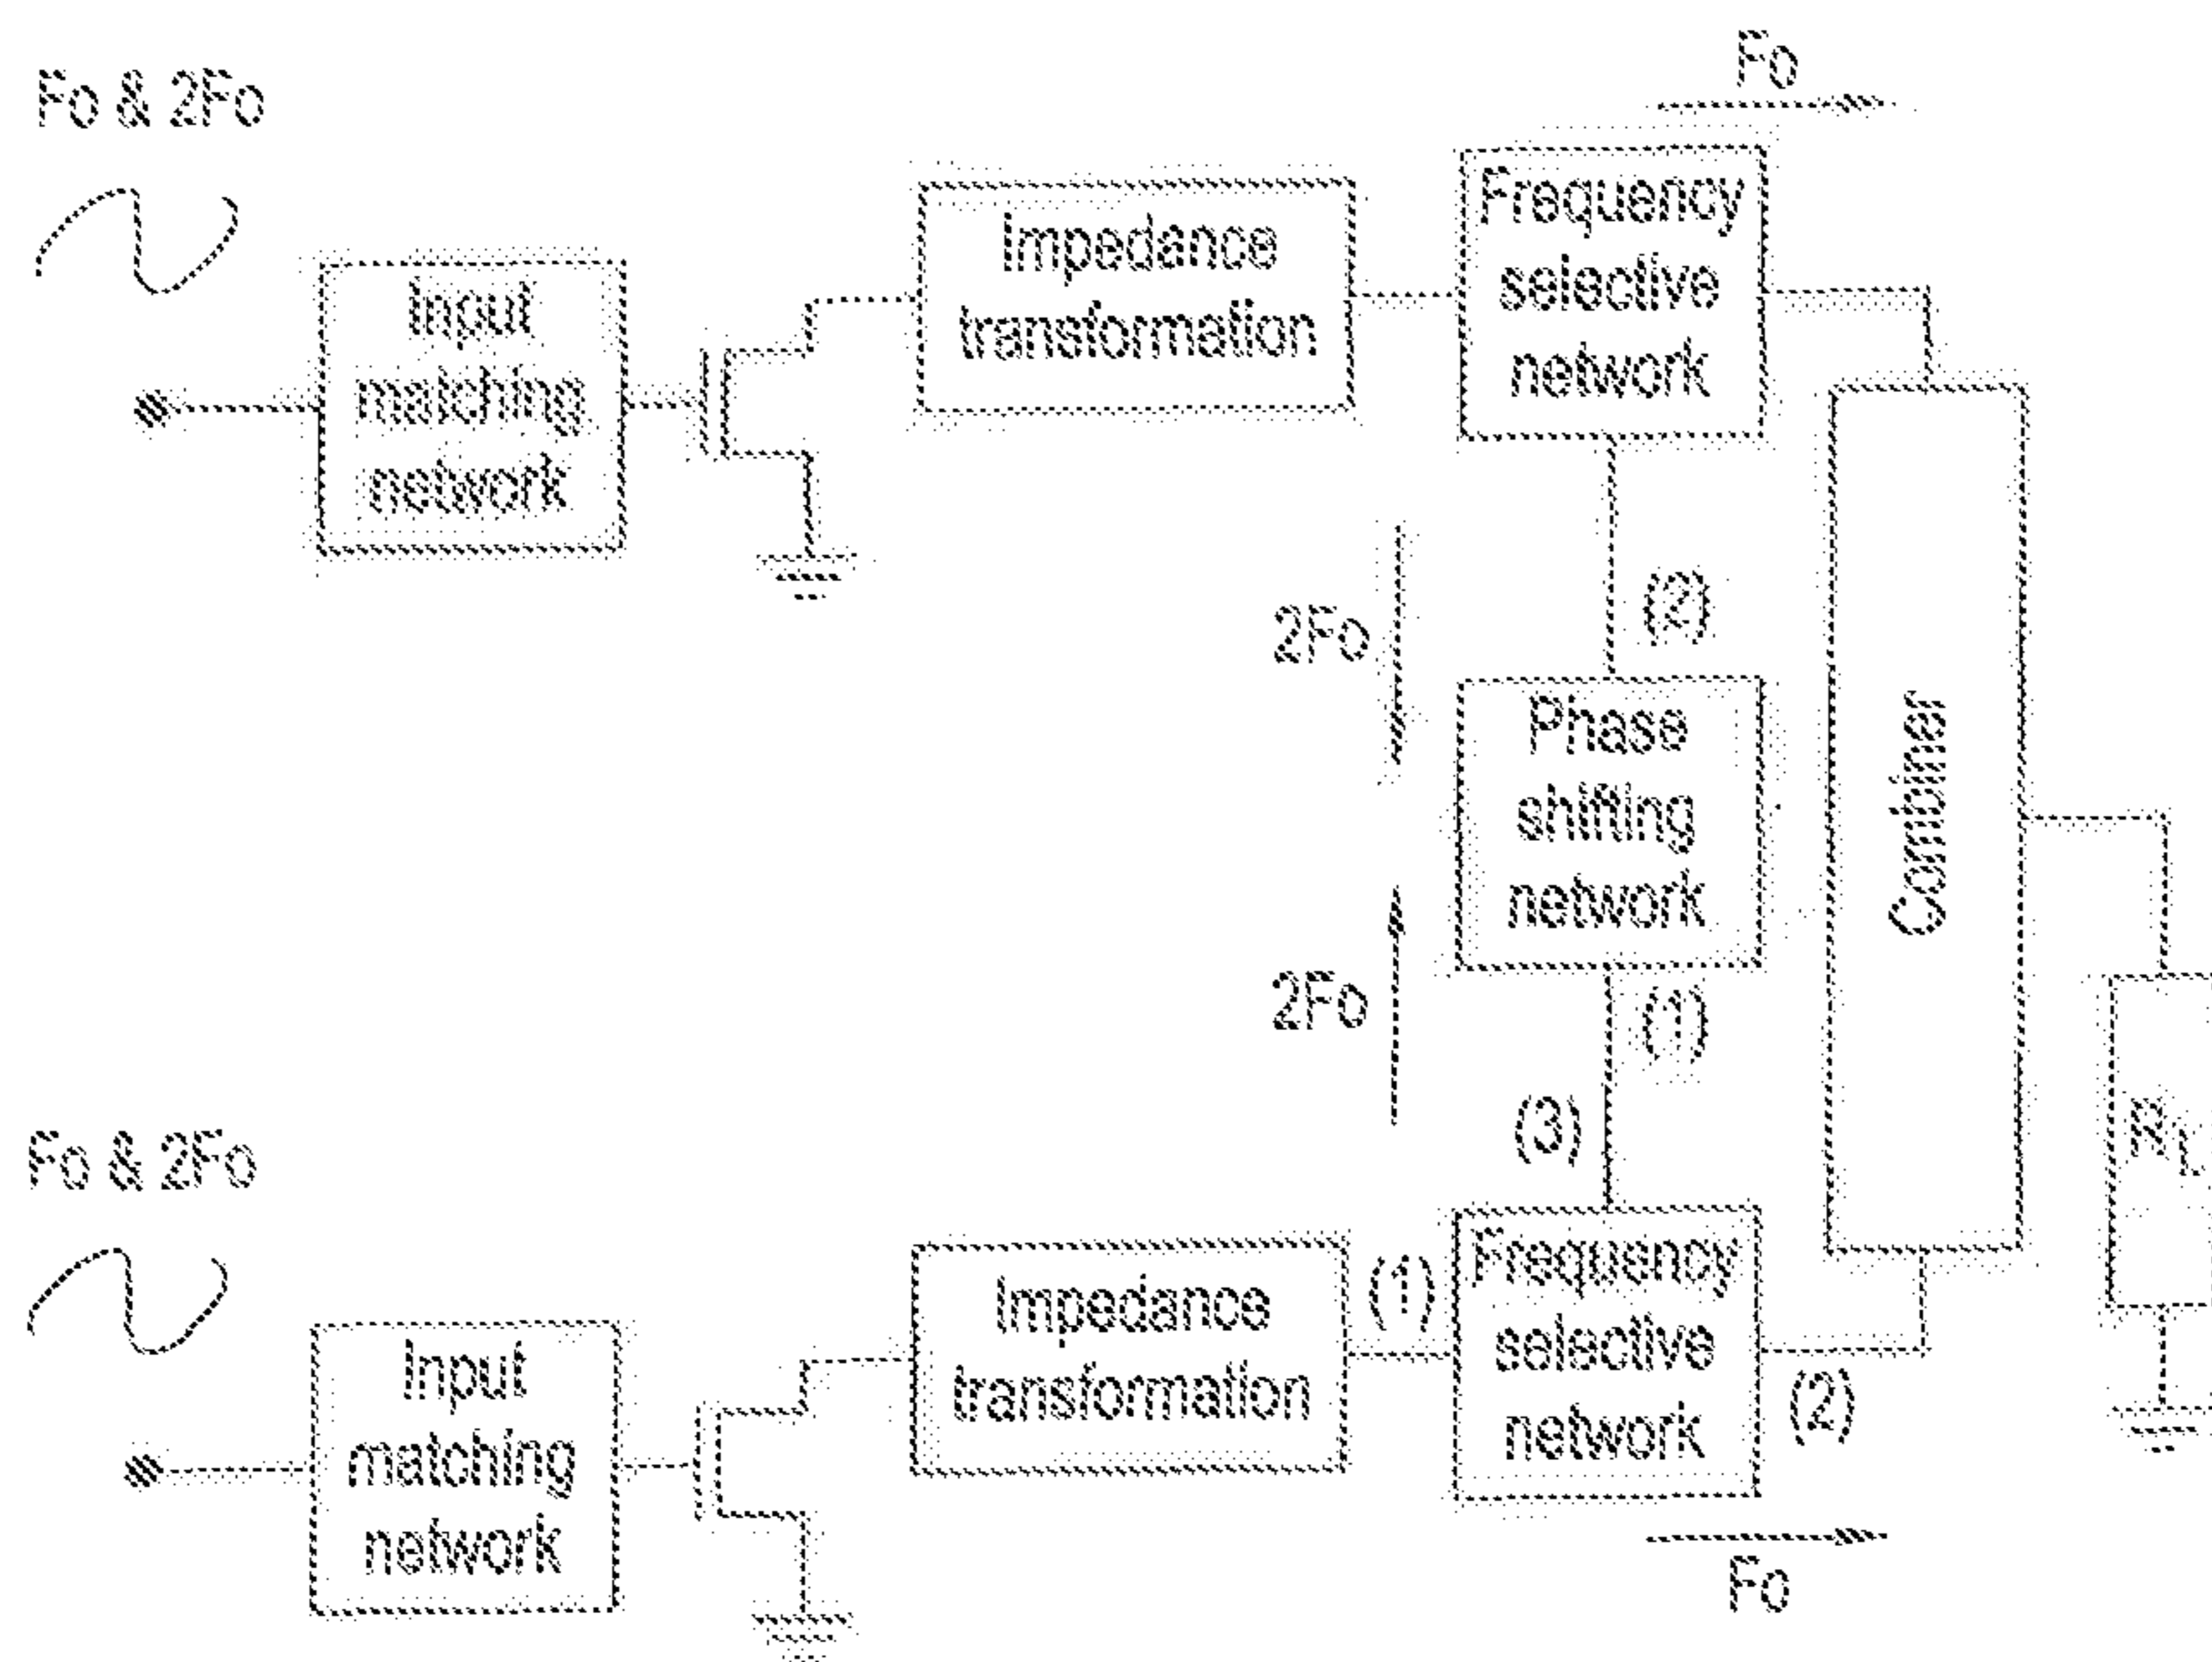 Fo & 2Fo
Input
matching
network
Impedance
transformation
Fo
Frequency
selective
network
2Fo
(2)
Phase
shifting
network
(1)
2Fo
(3)
Combiner
RL
Fo & 2Fo
Input
matching
network
Impedance
transformation
(1)
Frequency
selective
network
(2)
Fo